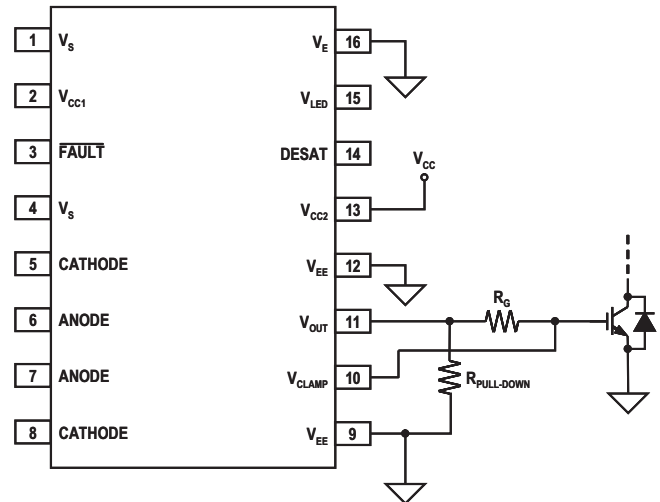 1 V_S
2 V_CC1
3 FAULT
4 V_S
5 CATHODE
6 ANODE
7 ANODE
8 CATHODE
V_E 16
V_LED 15
DESAT 14
V_CC2 13
V_EE 12
V_OUT 11
V_CLAMP 10
V_EE 9
V_CC
R_G
R_PULL-DOWN